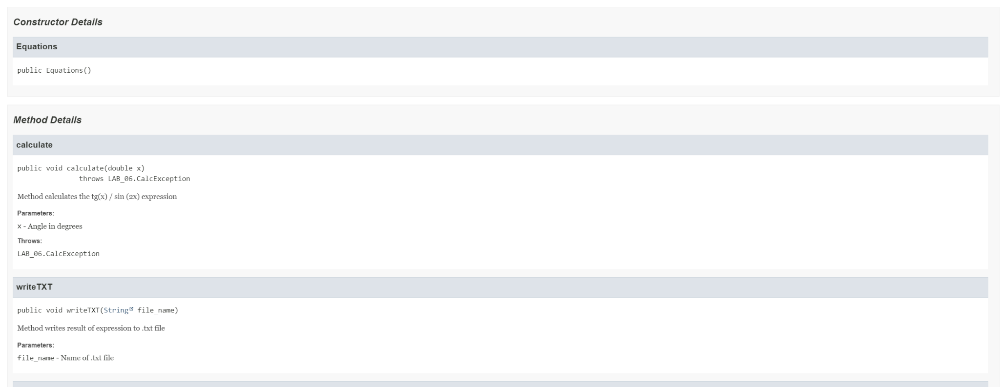 Constructor Details
Equations
public Equations()
Method Details
calculate
public void calculate(double x)
throws LAB_06.CalcException
Method calculates the tg(x) / sin (2x) expression
Parameters:
x - Angle in degrees
Throws:
LAB_06.CalcException
writeTXT
public void writeTXT(String file_name)
Method writes result of expression to .txt file
Parameters:
file_name - Name of .txt file